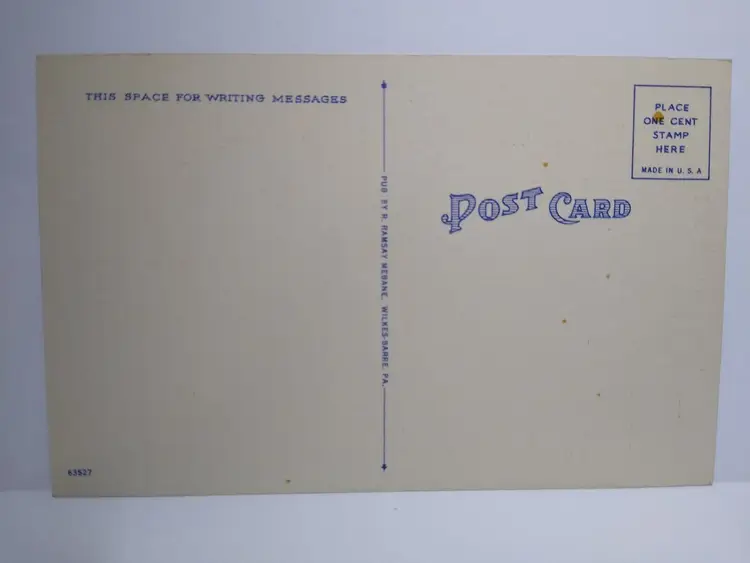 THIS SPACE FOR WRITING MESSAGES
PLACE
ONE CENT
STAMP
HERE
MADE IN U. S. A
POST CARD
PUB BY R. RAMSAY MEBANE, WILKES-BARRE, PA.
63527